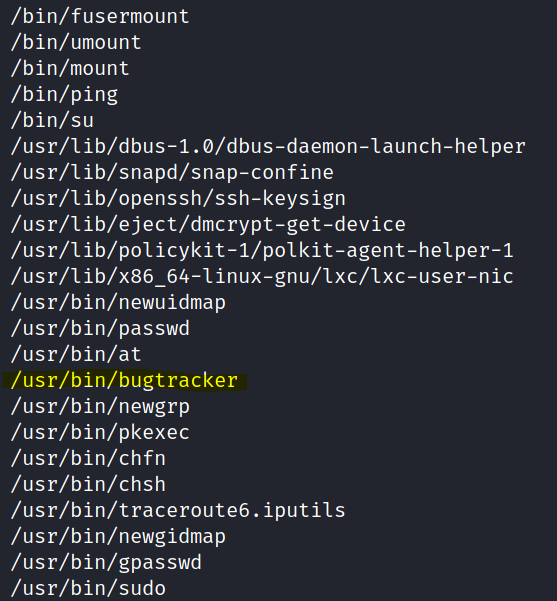 /bin/fusermount
/bin/umount
/bin/mount
/bin/ping
/bin/su
/usr/lib/dbus-1.0/dbus-daemon-launch-helper
/usr/lib/snapd/snap-confine
/usr/lib/openssh/ssh-keysign
/usr/lib/eject/dmcrypt-get-device
/usr/lib/policykit-1/polkit-agent-helper-1
/usr/lib/x86_64-linux-gnu/lxc/lxc-user-nic
/usr/bin/newuidmap
/usr/bin/passwd
/usr/bin/at
/usr/bin/bugtracker
/usr/bin/newgrp
/usr/bin/pkexec
/usr/bin/chfn
/usr/bin/chsh
/usr/bin/traceroute6.iputils
/usr/bin/newgidmap
/usr/bin/gpasswd
/usr/bin/sudo